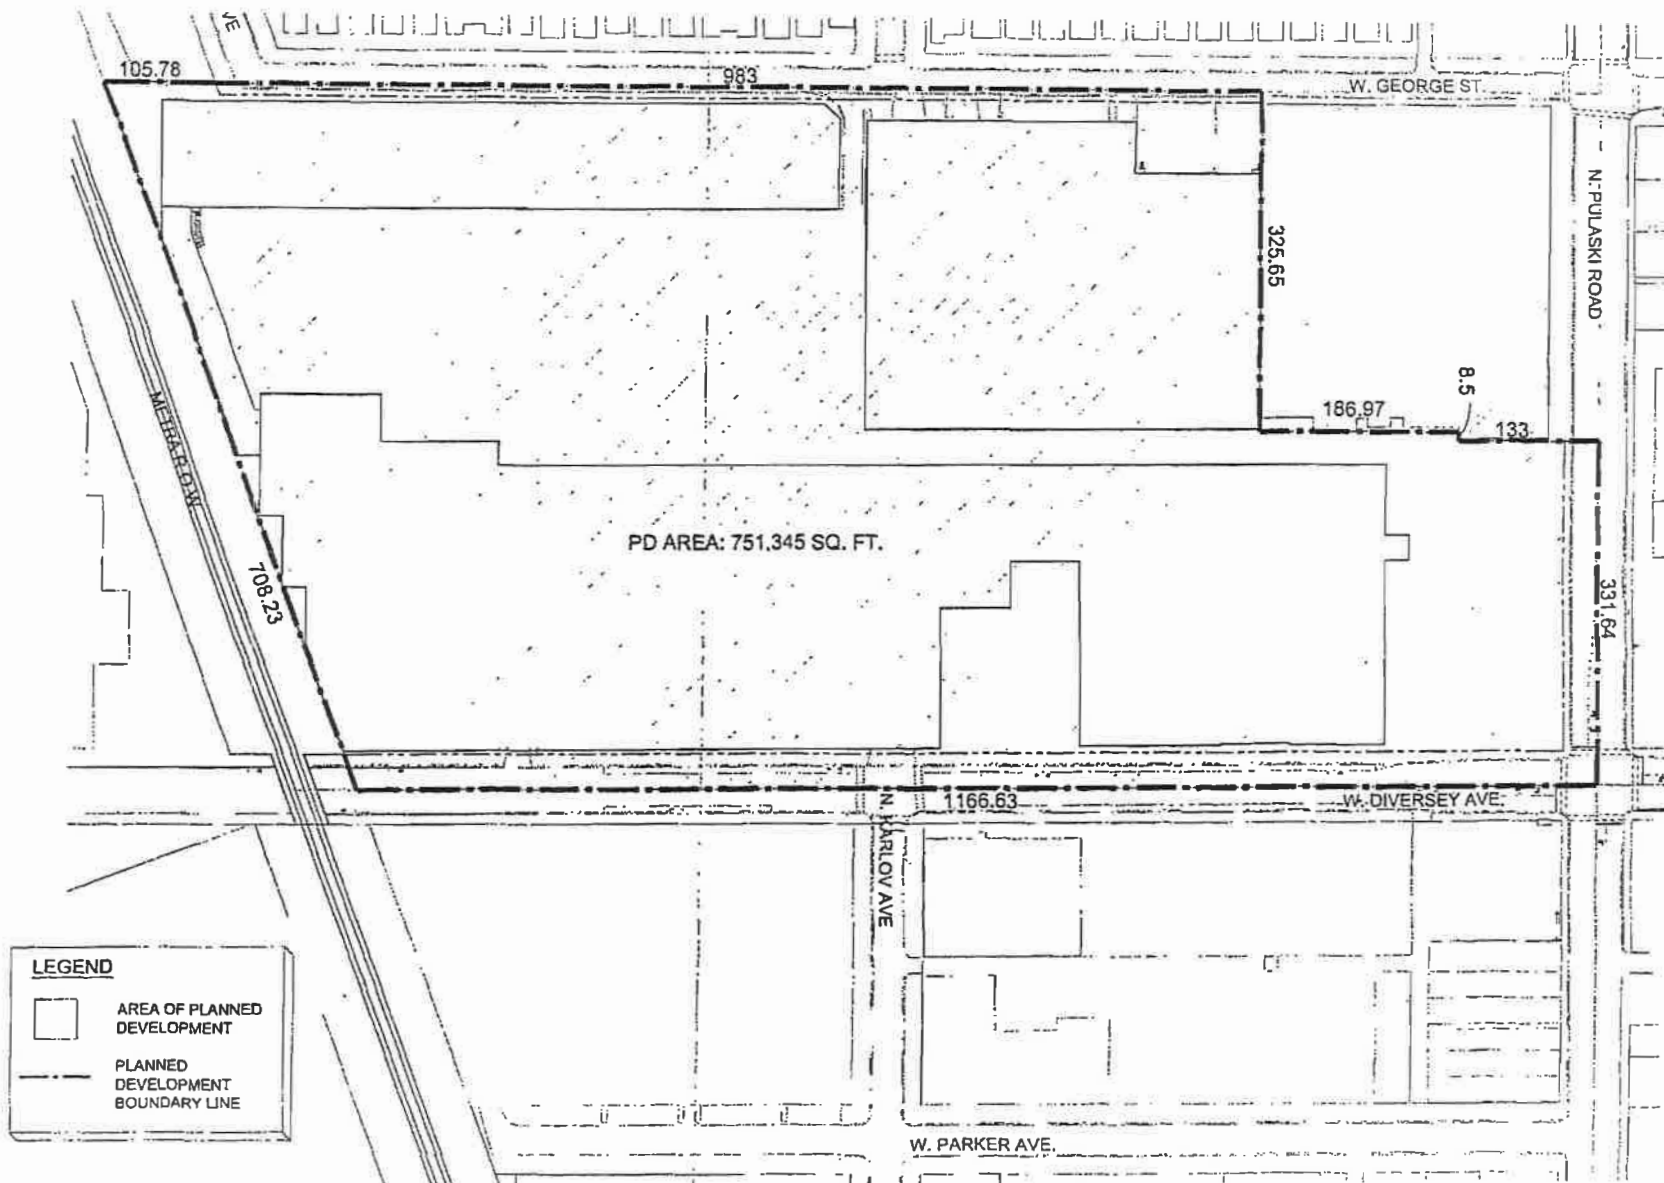 AVE
105.78
983
W. GEORGE ST.
N. PULASKI ROAD
325.65
8.5
186.97
133
METRA R.O.W
PD AREA: 751,345 SQ. FT.
708.23
331.64
1166.63
W. DIVERSEY AVE.
N. KARLOV AVE
LEGEND
AREA OF PLANNED
DEVELOPMENT
PLANNED
DEVELOPMENT
BOUNDARY LINE
W. PARKER AVE.